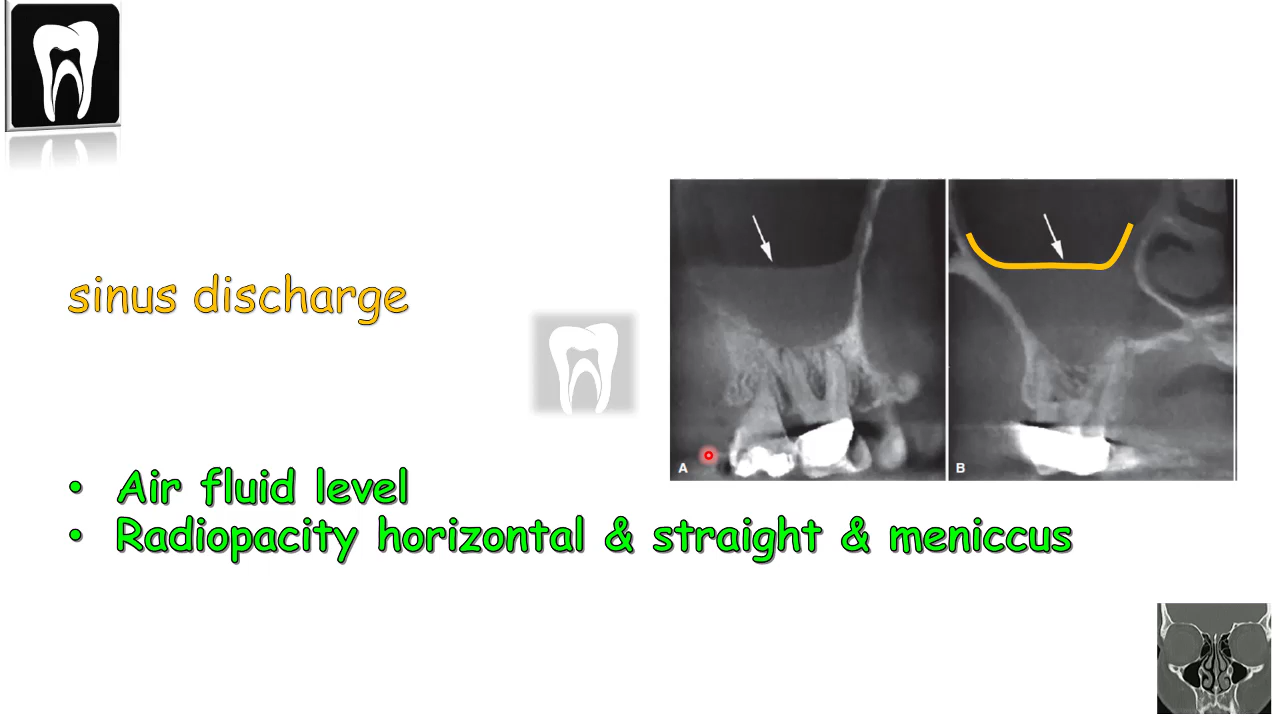 sinus discharge
A
B
• Air fluid level
• Radiopacity horizontal & straight & meniccus